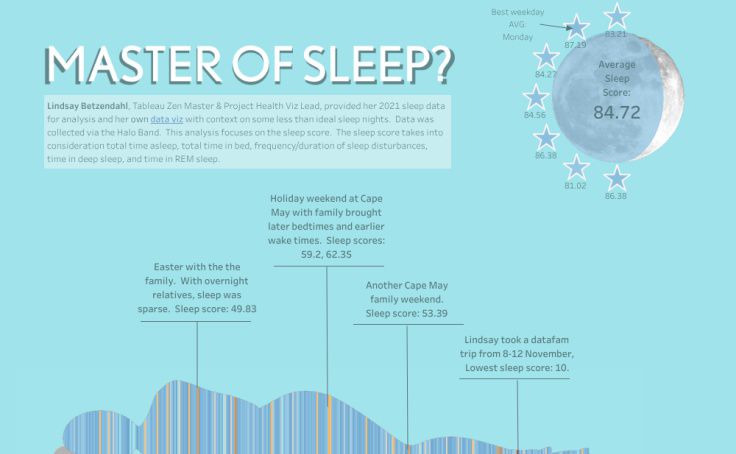 Best weekday
AVG:
Monday
87.19
83.21
MASTER OF SLEEP?
84.27
Average
Sleep
Score:
84.72
Lindsay Betzendahl, Tableau Zen Master & Project Health Viz Lead, provided her 2021 sleep data
for analysis and her own data viz with context on some less than ideal sleep nights.  Data was
collected via the Halo Band.  This analysis focuses on the sleep score.  The sleep score takes into
consideration total time asleep, total time in bed, frequency/duration of sleep disturbances,
time in deep sleep, and time in REM sleep.
84.56
86.38
81.02
86.38
Holiday weekend at Cape
May with family brought
later bedtimes and earlier
wake times.  Sleep scores:
59.2, 62.35
Easter with the the
family.  With overnight
relatives, sleep was
sparse.  Sleep score: 49.83
Another Cape May
family weekend.
Sleep score: 53.39
Lindsay took a datafam
trip from 8-12 November,
Lowest sleep score: 10.